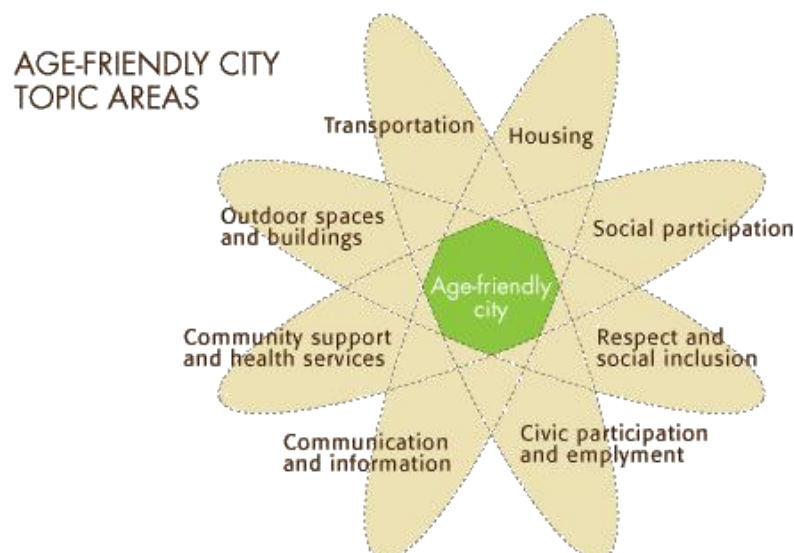 AGE-FRIENDLY CITY
TOPIC AREAS
Transportation
Housing
Outdoor spaces
and buildings
Social participation
Age-friendly
city
Community support
and health services
Respect and
social inclusion
Communication
and information
Civic participation
and emplyment